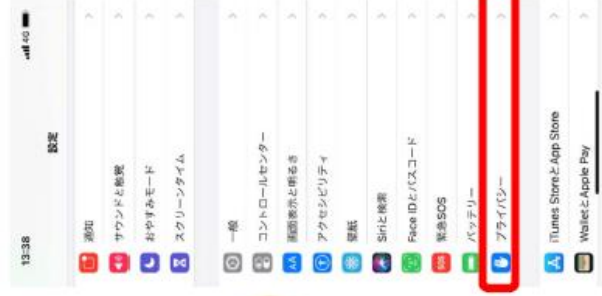 13:38
4G
設定
通知
サウンドと触覚
おやすみモード
スクリーンタイム
一般
コントロールセンター
画面表示と明るさ
AA
アクセシビリティ
壁紙
Siriと検索
Face IDとパスコード
SOS
緊急SOS
バッテリー
プライバシー
iTunes StoreとApp Store
WalletとApple Pay